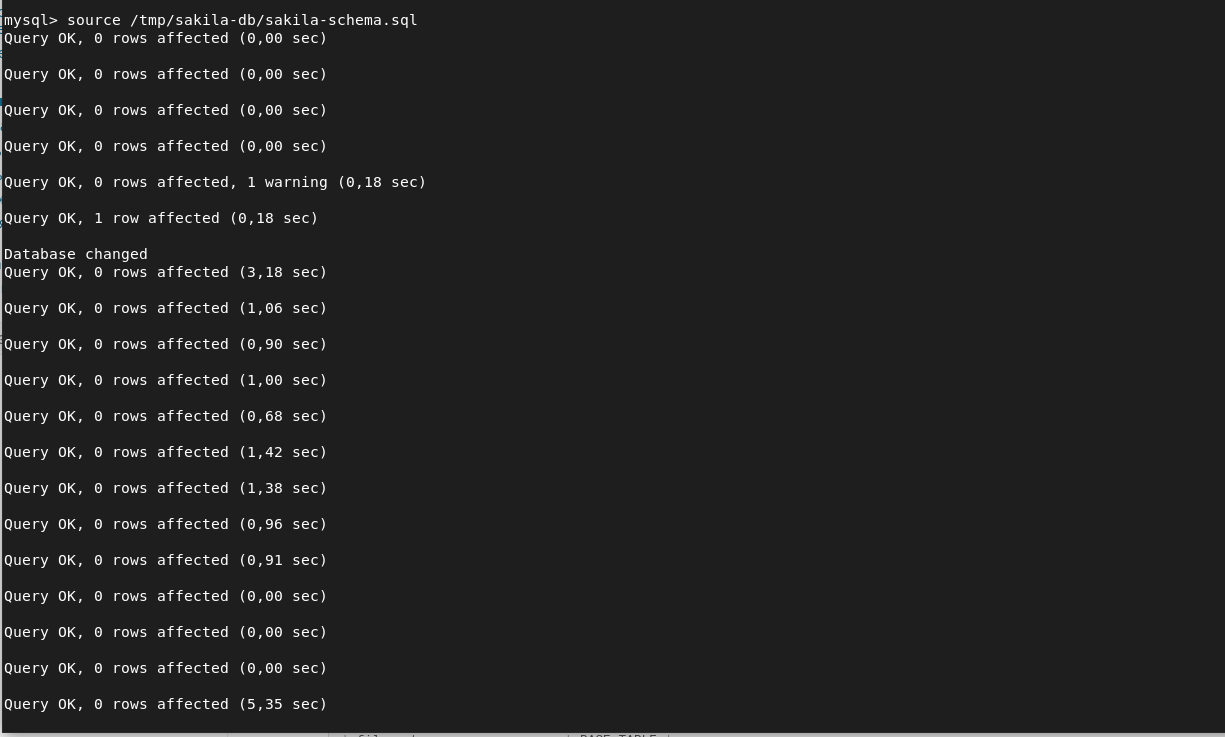 mysql> source /tmp/sakila-db/sakila-schema.sql
Query OK, 0 rows affected (0,00 sec)
Query OK, 0 rows affected (0,00 sec)
Query OK, 0 rows affected (0,00 sec)
Query OK, 0 rows affected (0,00 sec)
Query OK, 0 rows affected, 1 warning (0,18 sec)
Query OK, 1 row affected (0,18 sec)
Database changed
Query OK, 0 rows affected (3,18 sec)
Query OK, 0 rows affected (1,06 sec)
Query OK, 0 rows affected (0,90 sec)
Query OK, 0 rows affected (1,00 sec)
Query OK, 0 rows affected (0,68 sec)
Query OK, 0 rows affected (1,42 sec)
Query OK, 0 rows affected (1,38 sec)
Query OK, 0 rows affected (0,96 sec)
Query OK, 0 rows affected (0,91 sec)
Query OK, 0 rows affected (0,00 sec)
Query OK, 0 rows affected (0,00 sec)
Query OK, 0 rows affected (0,00 sec)
Query OK, 0 rows affected (5,35 sec)